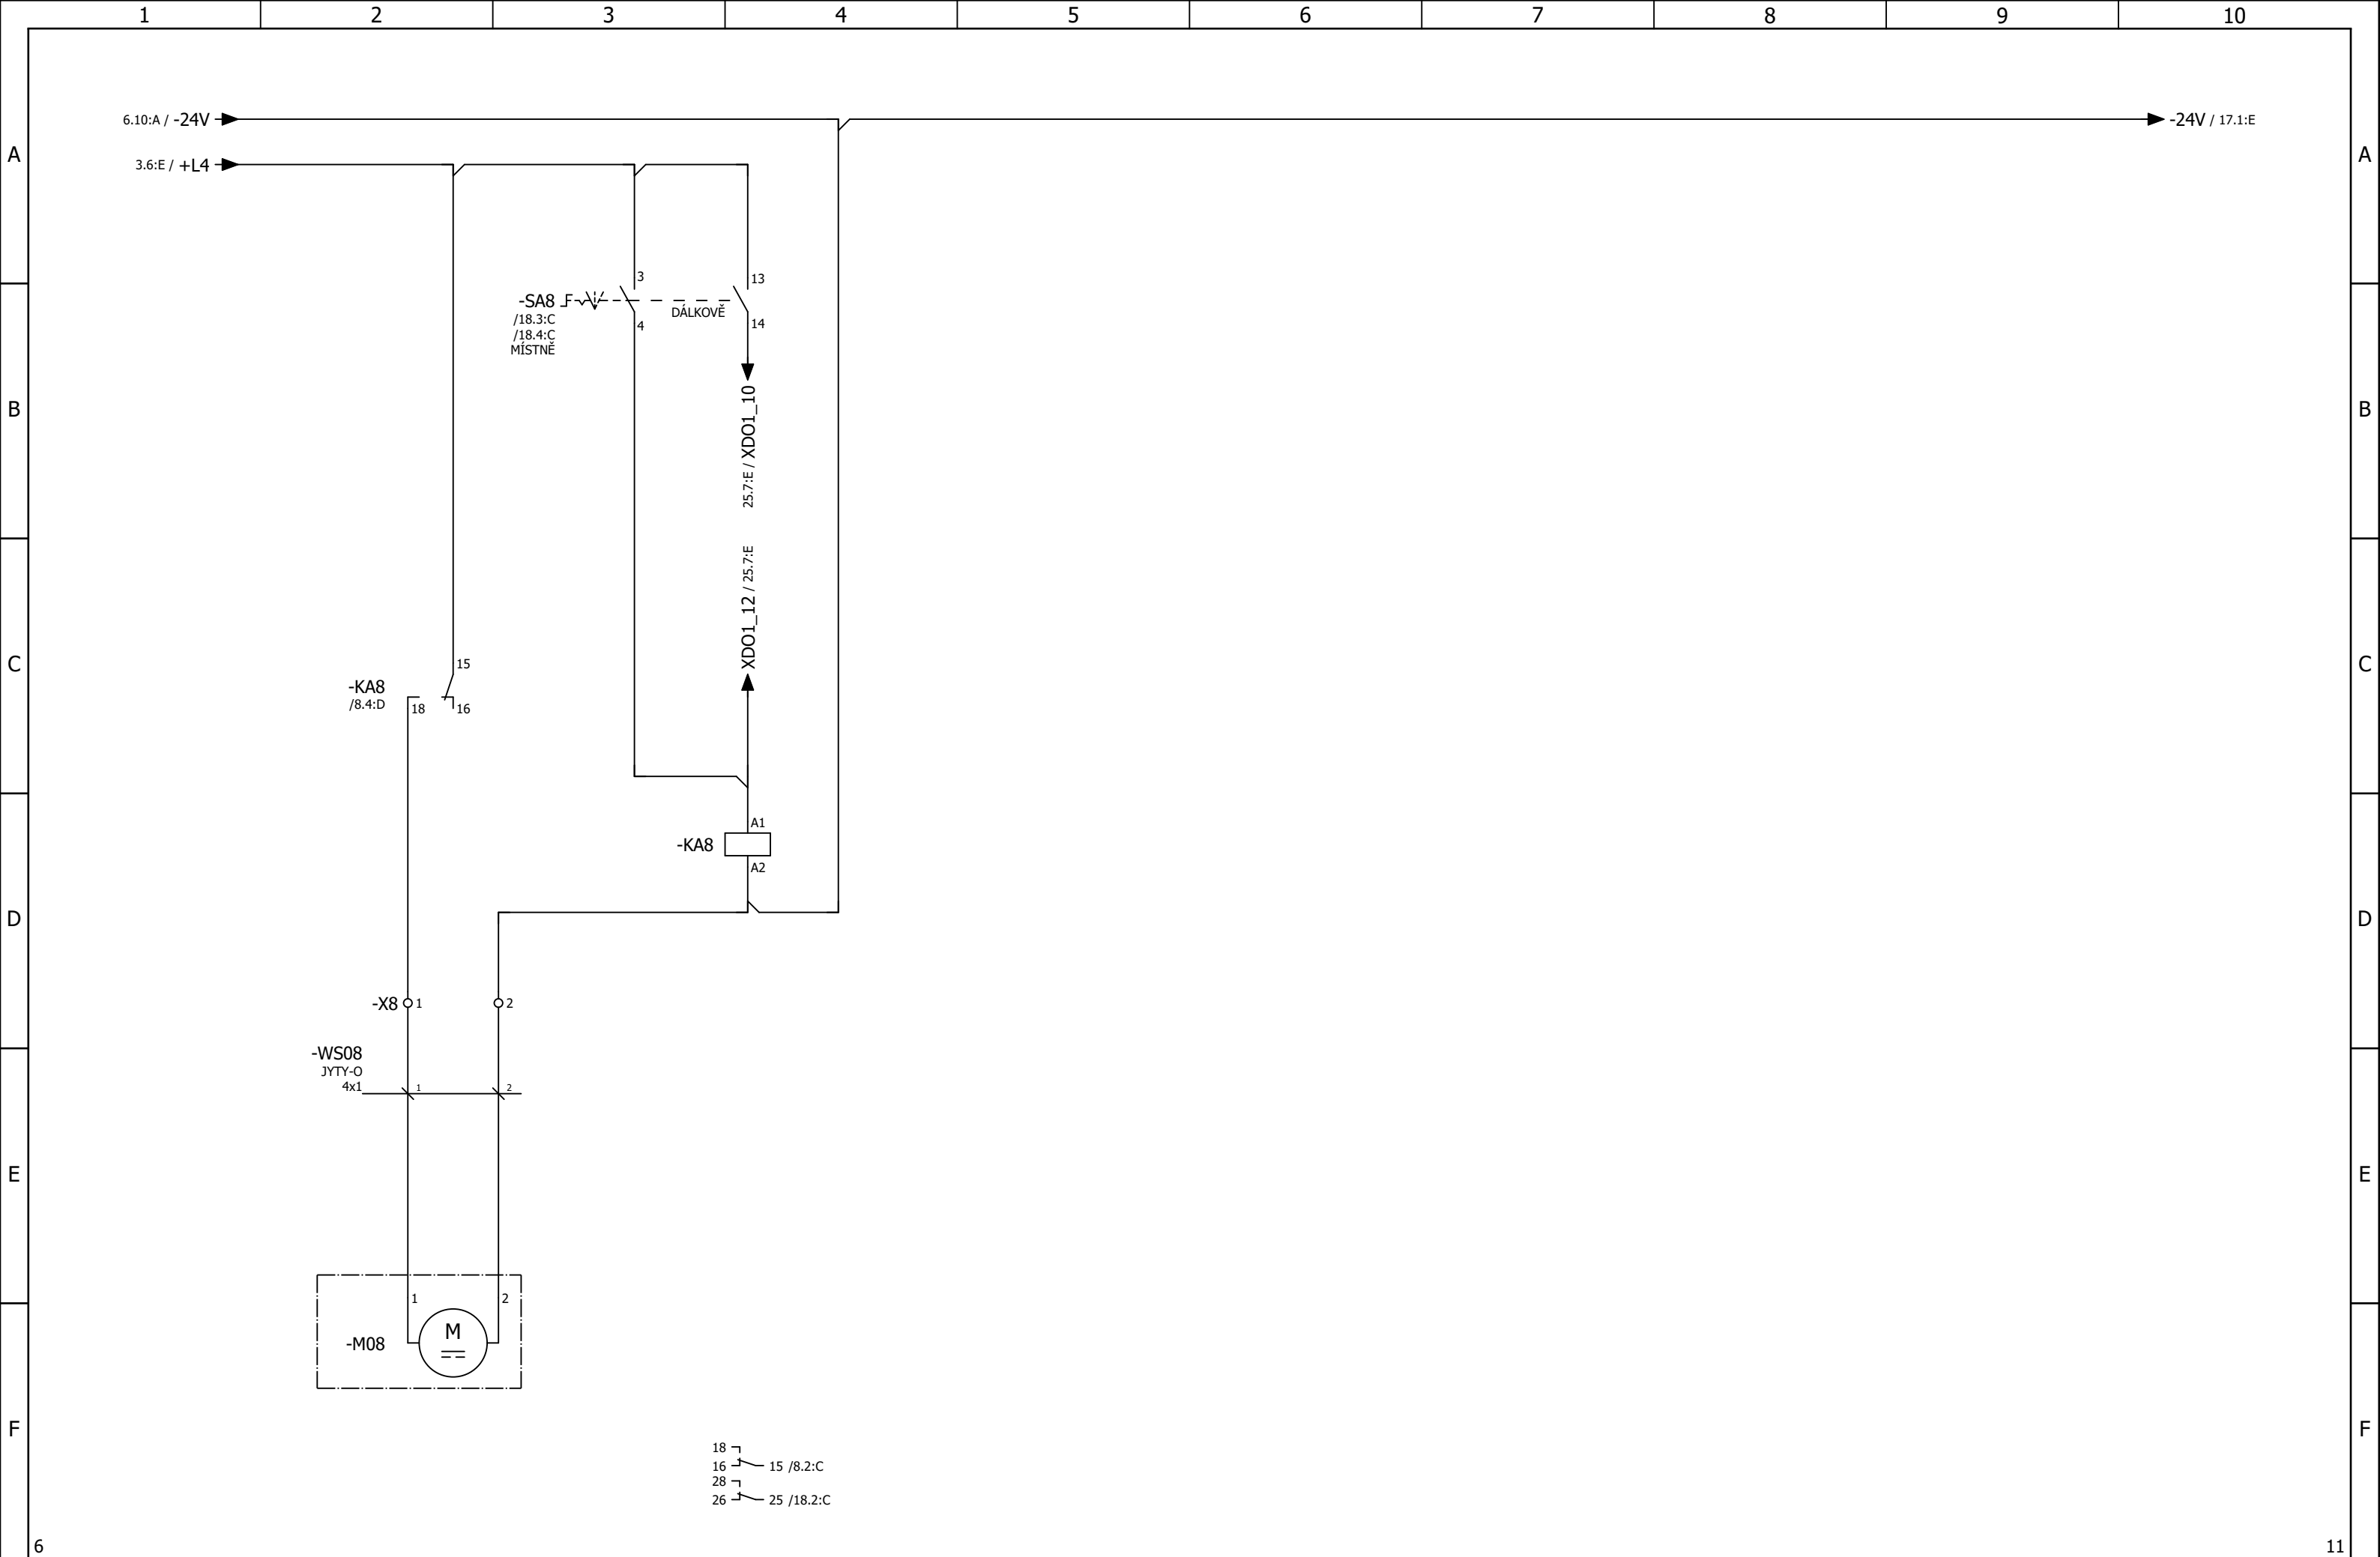 1 2 3 4 5 6 7 8 9 10
6.10:A / -24V
-24V / 17.1:E
A
A
3.6:E / +L4
3
13
-SA8
/18.3:C
/18.4:C
MÍSTNĚ
DÁLKOVĚ
4
14
B
B
25.7:E / XDO1_10
XDO1_12 / 25.7:E
C
C
15
-KA8
/8.4:D
18
16
A1
-KA8
A2
D
D
-X8
1
2
-WS08
JYTY-O
4x1
1
2
E
E
1
2
M
-M08
F
F
18
16
15 /8.2:C
28
26
25 /18.2:C
6
11